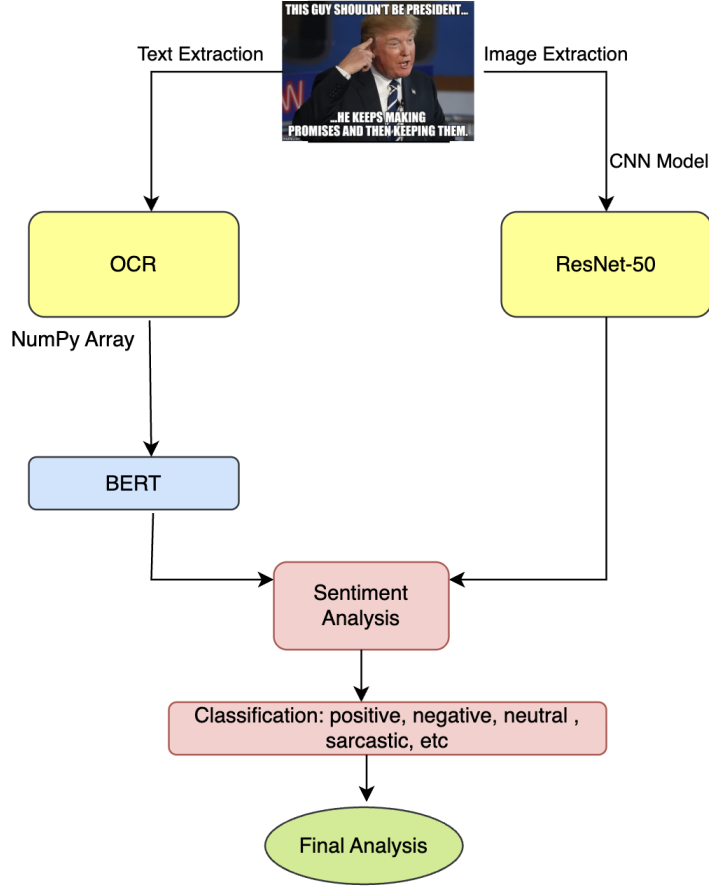 THIS GUY SHOULDN'T BE PRESIDENT...
...HE KEEPS MAKING
PROMISES AND THEN KEEPING THEM.
Text Extraction
Image Extraction
CNN Model
OCR
ResNet-50
NumPy Array
BERT
Sentiment
Analysis
Classification: positive, negative, neutral ,
sarcastic, etc
Final Analysis